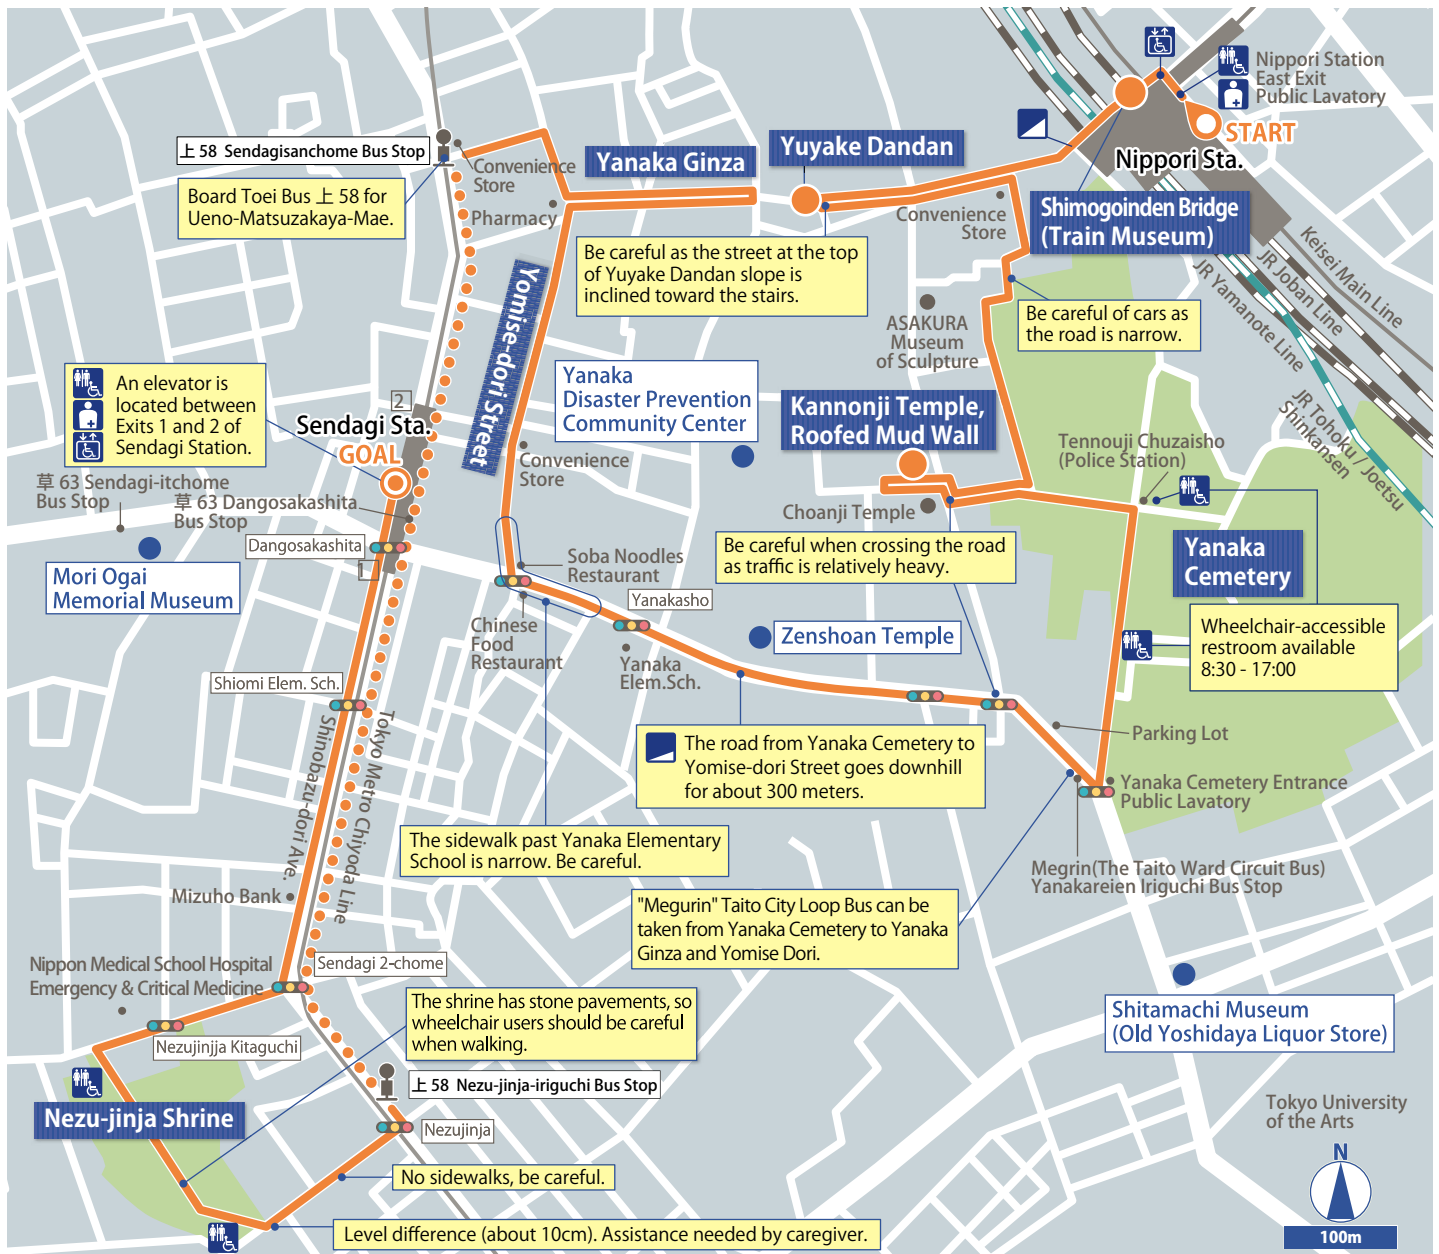 Nippori Station
East Exit
Public Lavatory
START
Nippori Sta.
上 58 Sendagisanchome Bus Stop
Convenience
Store
Board Toei Bus 上 58 for
Ueno-Matsuzakaya-Mae.
Pharmacy
Yanaka Ginza
Yuyake Dandan
Convenience
Store
Shimogoinden Bridge
(Train Museum)
Keisei Main Line
JR Joban Line
JR Yamanote Line
JR Tohoku / Joetsu
Shinkansen
Be careful as the street at the top
of Yuyake Dandan slope is
inclined toward the stairs.
Yomise-dori Street
ASAKURA
Museum
of Sculpture
Be careful of cars as
the road is narrow.
An elevator is
located between
Exits 1 and 2 of
Sendagi Station.
2
Sendagi Sta.
GOAL
Yanaka
Disaster Prevention
Community Center
Kannonji Temple,
Roofed Mud Wall
Tennouji Chuzaisho
(Police Station)
Convenience
Store
草 63 Sendagi-itchome
Bus Stop
草 63 Dangosakashita
Bus Stop
Choanji Temple
Dangosakashita
1
Mori Ogai
Memorial Museum
Soba Noodles
Restaurant
Be careful when crossing the road
as traffic is relatively heavy.
Yanaka
Cemetery
Yanakasho
Chinese
Food
Restaurant
Zenshoan Temple
Yanaka
Elem.Sch.
Wheelchair-accessible
restroom available
8:30 - 17:00
Shiomi Elem. Sch.
Tokyo Metro Chiyoda Line
Shinobazu-dori Ave.
The road from Yanaka Cemetery to
Yomise-dori Street goes downhill
for about 300 meters.
Parking Lot
Yanaka Cemetery Entrance
Public Lavatory
The sidewalk past Yanaka Elementary
School is narrow. Be careful.
Megrin(The Taito Ward Circuit Bus)
Yanakareien Iriguchi Bus Stop
Mizuho Bank
"Megurin" Taito City Loop Bus can be
taken from Yanaka Cemetery to Yanaka
Ginza and Yomise Dori.
Nippon Medical School Hospital
Emergency & Critical Medicine
Sendagi 2-chome
The shrine has stone pavements, so
wheelchair users should be careful
when walking.
Shitamachi Museum
(Old Yoshidaya Liquor Store)
Nezujinjja Kitaguchi
上 58 Nezu-jinja-iriguchi Bus Stop
Nezu-jinja Shrine
Nezujinja
Tokyo University
of the Arts
No sidewalks, be careful.
Level difference (about 10cm). Assistance needed by caregiver.
N
100m